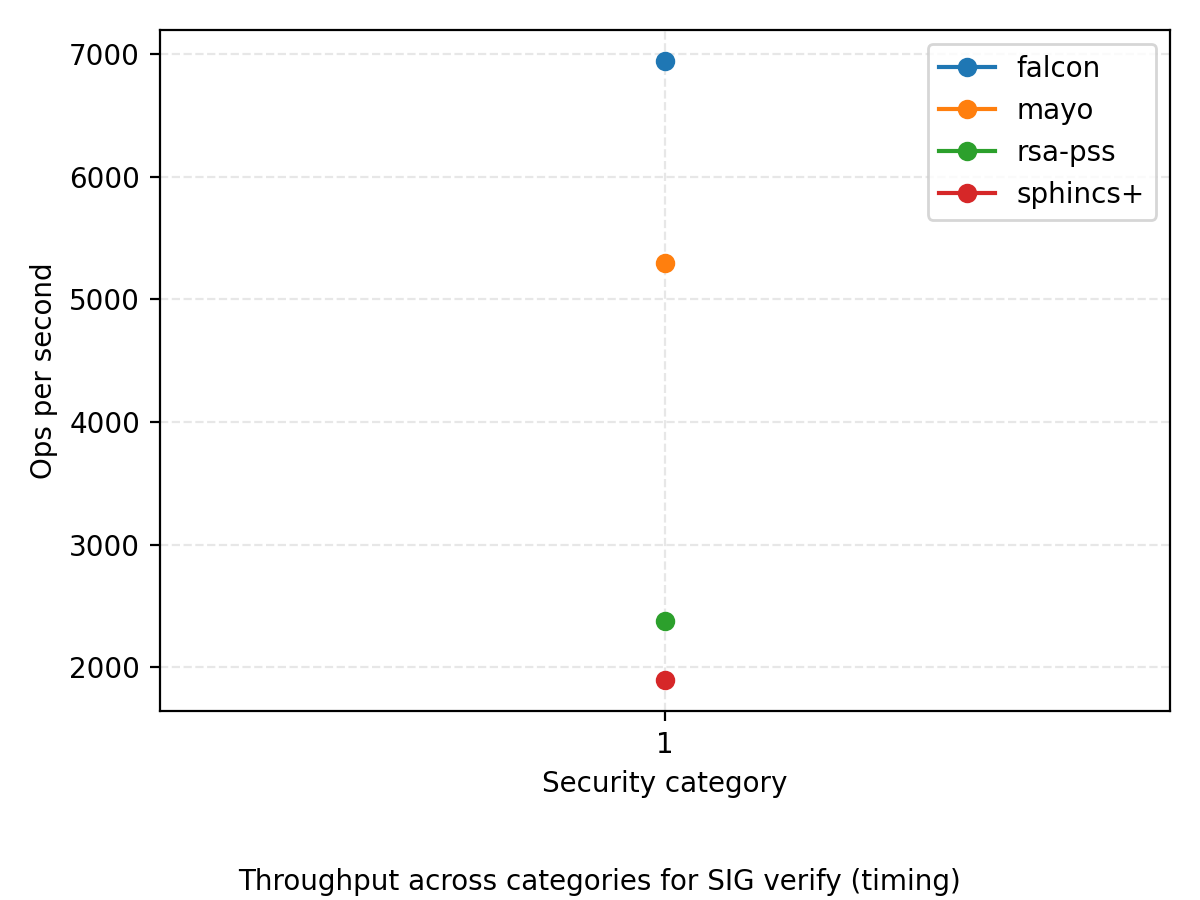 7000
6000
5000
4000
3000
2000
Ops per second
falcon
mayo
rsa-pss
sphincs+
1
Security category
Throughput across categories for SIG verify (timing)